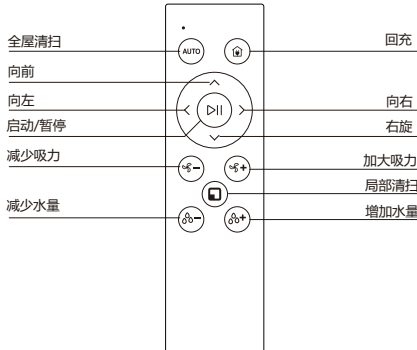 全屋清扫
AUTO
回充
向前
向左
向右
启动/暂停
右旋
减少吸力
加大吸力
局部清扫
减少水量
增加水量